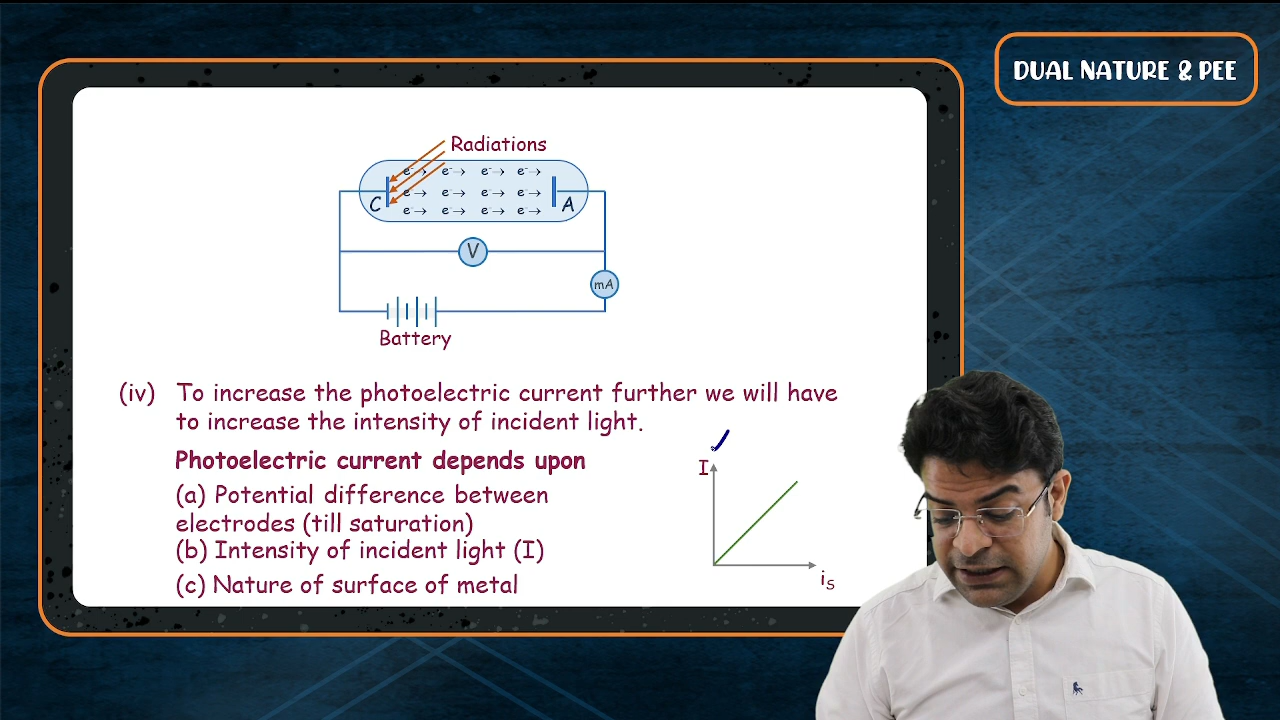 DUAL NATURE & PEE
Radiations
e⁻→ e⁻→ e⁻→ e⁻→
e⁻→ e⁻→ e⁻→ e⁻→
C A
e⁻→ e⁻→ e⁻→ e⁻→
V
mA
Battery
(iv) To increase the photoelectric current further we will have
to increase the intensity of incident light.
Photoelectric current depends upon
I
(a) Potential difference between
electrodes (till saturation)
(b) Intensity of incident light (I)
(c) Nature of surface of metal
iS